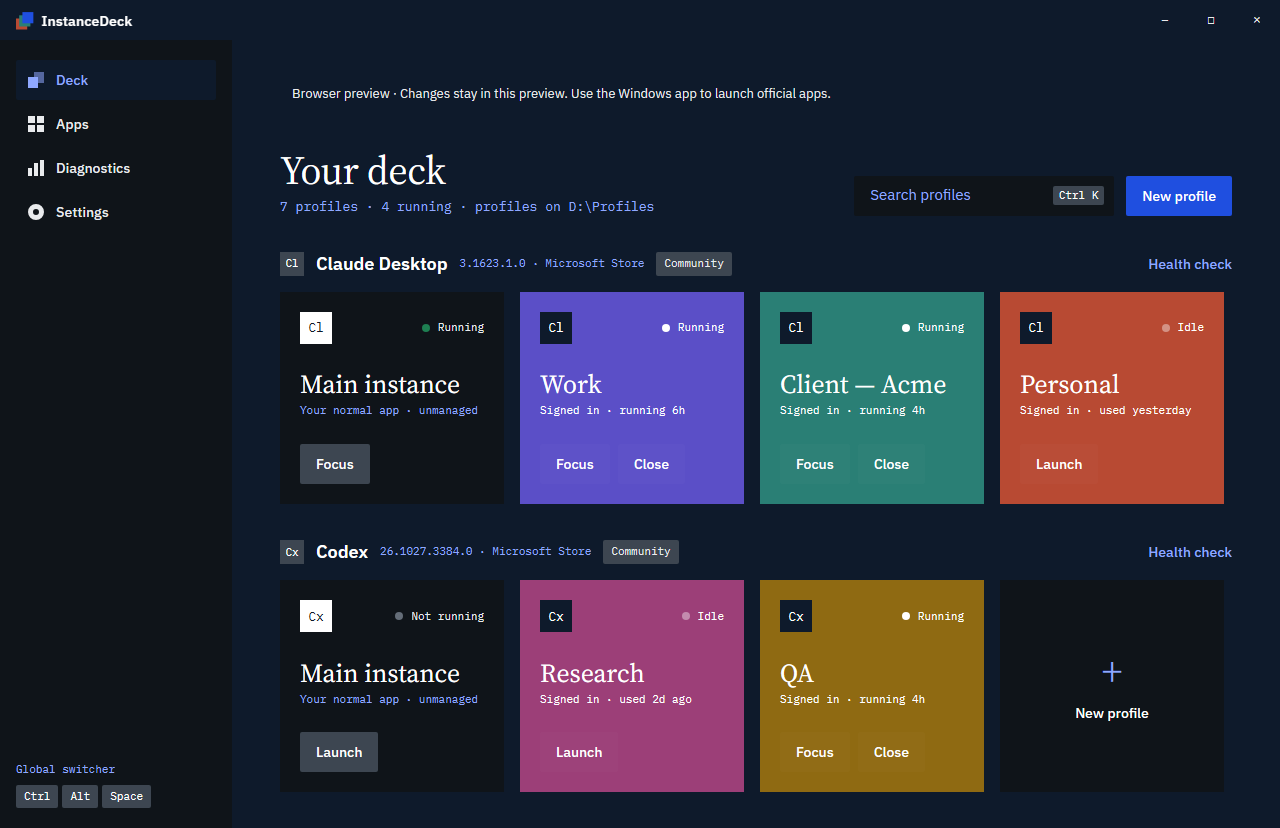 InstanceDeck
Deck
Apps
Diagnostics
Settings
Global switcher
Ctrl Alt Space
Browser preview · Changes stay in this preview. Use the Windows app to launch official apps.
Your deck
7 profiles · 4 running · profiles on D:\Profiles
Search profiles Ctrl K
New profile
Cl Claude Desktop 3.1623.1.0 · Microsoft Store Community Health check
Cl Running
Main instance
Your normal app · unmanaged
Focus
Cl Running
Work
Signed in · running 6h
Focus Close
Cl Running
Client — Acme
Signed in · running 4h
Focus Close
Cl Idle
Personal
Signed in · used yesterday
Launch
Cx Codex 26.1027.3384.0 · Microsoft Store Community Health check
Cx Not running
Main instance
Your normal app · unmanaged
Launch
Cx Idle
Research
Signed in · used 2d ago
Launch
Cx Running
QA
Signed in · running 4h
Focus Close
+
New profile